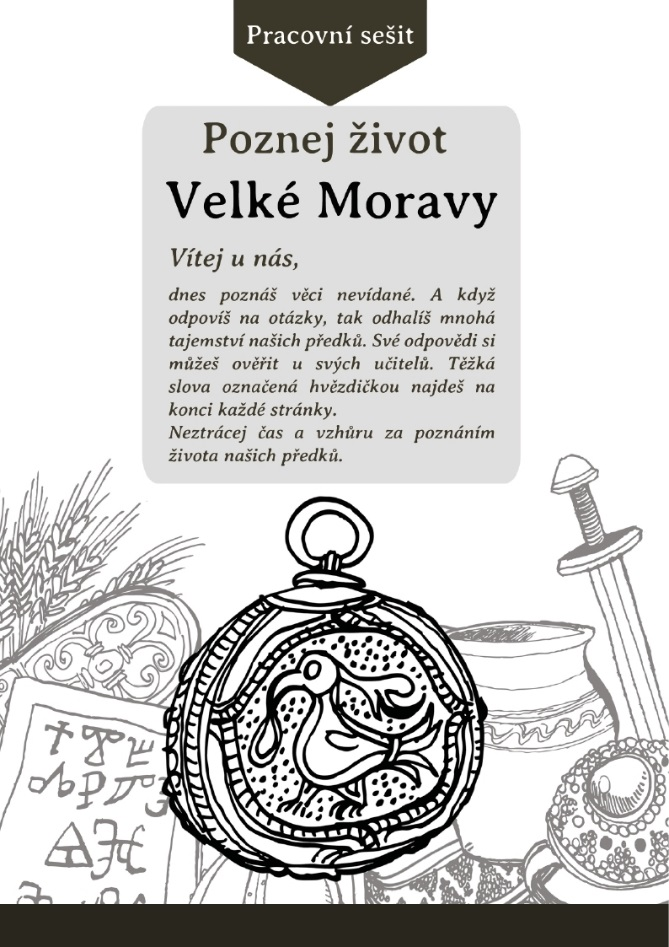 Pracovní sešit
Poznej život
Velké Moravy
Vítej u nás,
dnes poznáš věci nevídané. A když
odpovíš na otázky, tak odhalíš mnohá
tajemství našich předků. Své odpovědi si
můžeš ověřit u svých učitelů. Těžká
slova označená hvězdičkou najdeš na
konci každé stránky.
Neztrácej čas a vzhůru za poznáním
života našich předků.